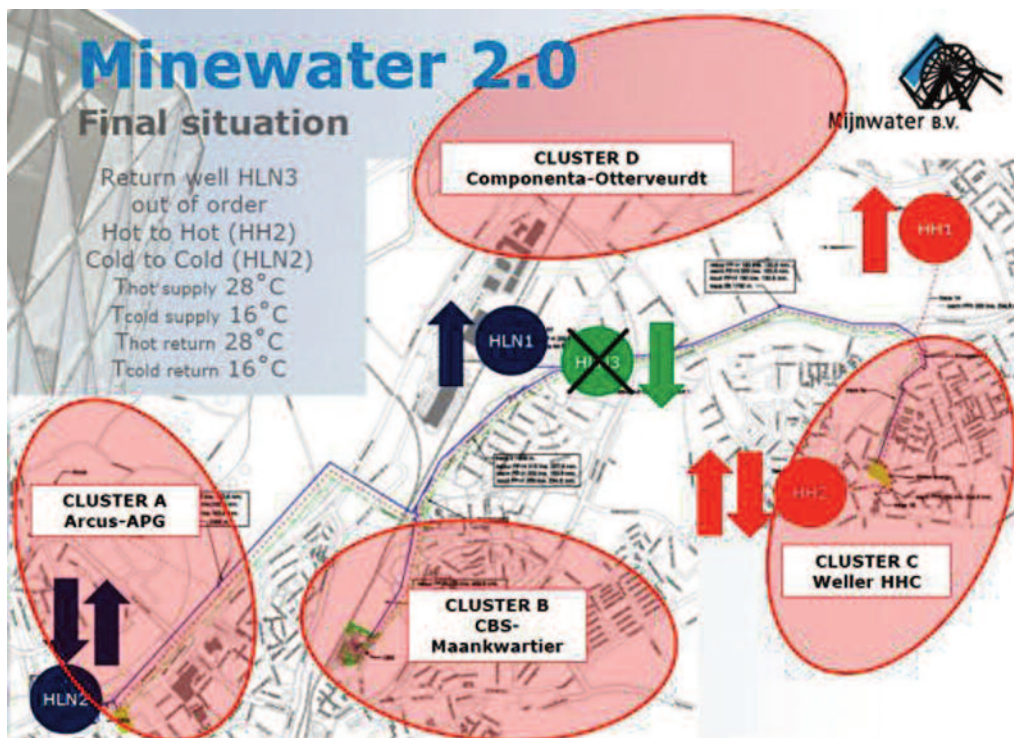 Minewater 2.0
Final situation
Return well HLN3
out of order
Hot to Hot (HH2)
Cold to Cold (HLN2)
Thot supply 28°C
Tcold supply 16°C
Thot return 28°C
Tcold return 16°C
Mijnwater B.V.
CLUSTER D
Componenta-Otterveurdt
HH1
HLN1
HLN3
CLUSTER A
Arcus-APG
HH2
CLUSTER C
Weller HHC
CLUSTER B
CBS-
Maankwartier
HLN2